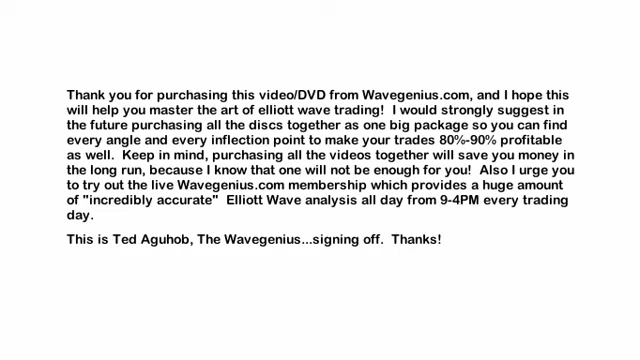 Thank you for purchasing this video/DVD from Wavegenius.com, and I hope this
will help you master the art of elliott wave trading!  I would strongly suggest in
the future purchasing all the discs together as one big package so you can find
every angle and every inflection point to make your trades 80%-90% profitable
as well.  Keep in mind, purchasing all the videos together will save you money in
the long run, because I know that one will not be enough for you!  Also I urge you
to try out the live Wavegenius.com membership which provides a huge amount
of "incredibly accurate"  Elliott Wave analysis all day from 9-4PM every trading
day.
This is Ted Aguhob, The Wavegenius...signing off.  Thanks!